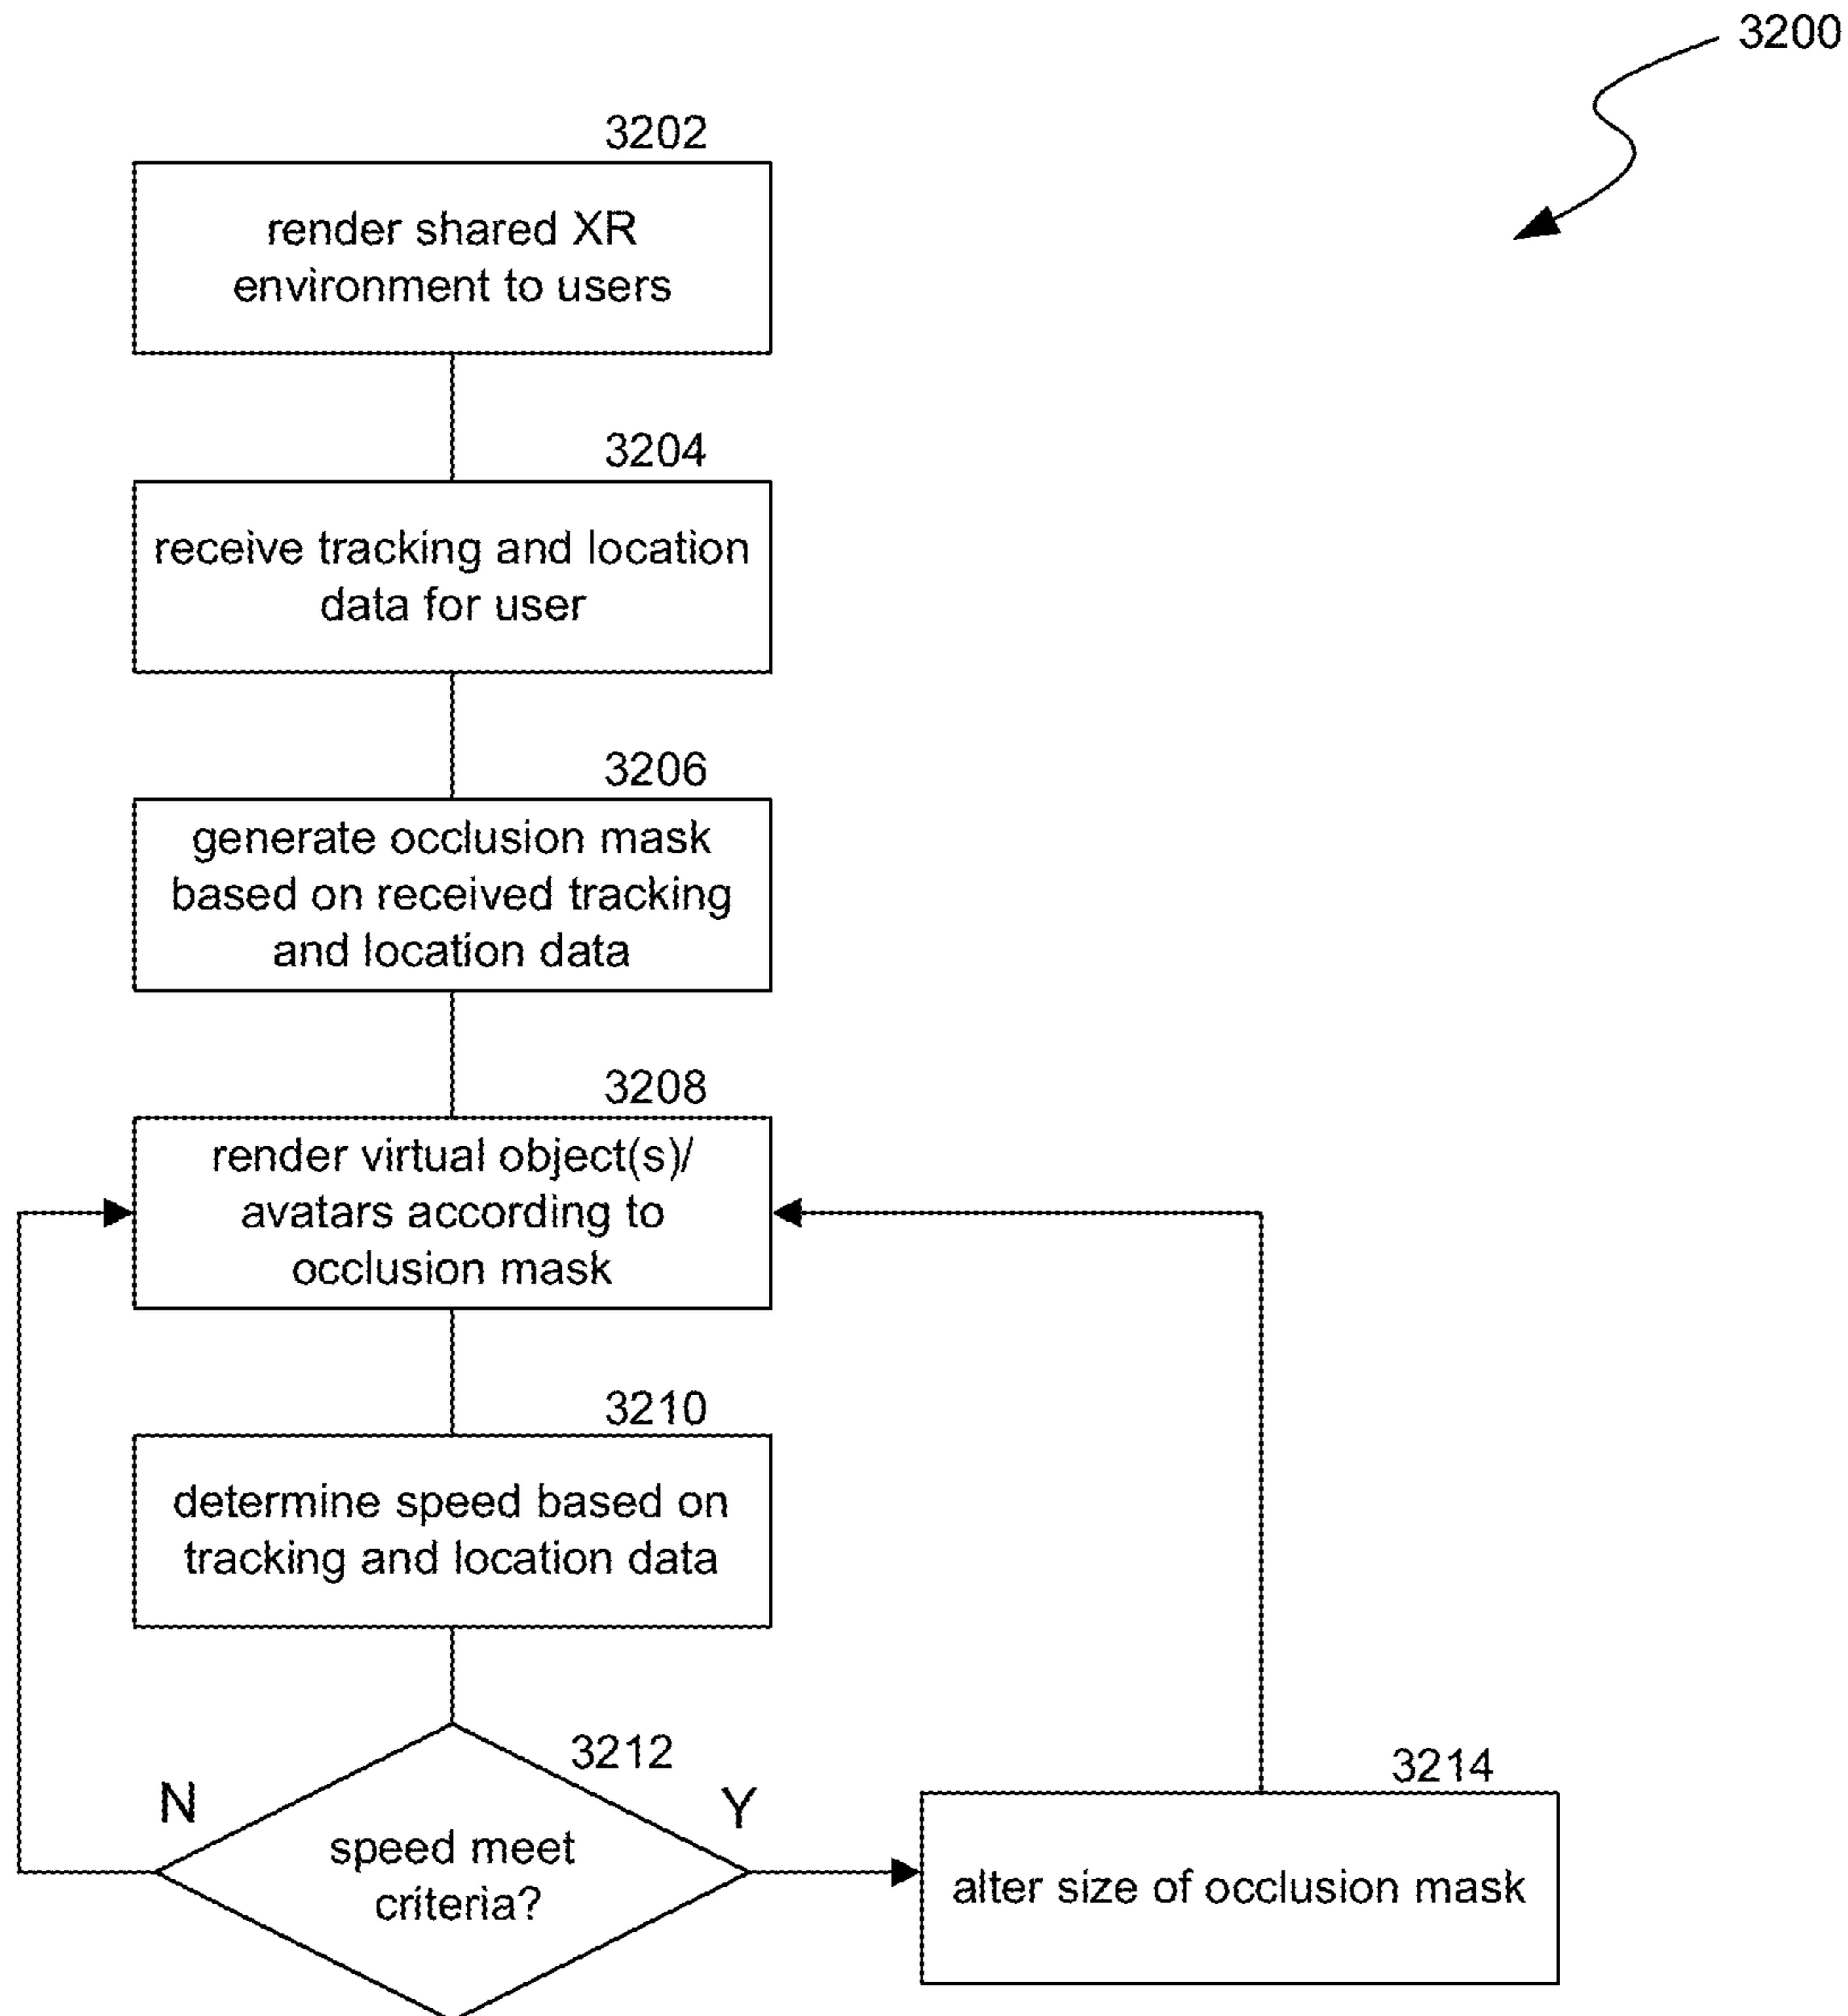 3200
3202
render shared XR
environment to users
3204
receive tracking and location
data for user
3206
generate occlusion mask
based on received tracking
and location data
3208
render virtual object(s)/
avatars according to
occlusion mask
3210
determine speed based on
tracking and location data
3212
N
Y
speed meet
criteria?
3214
alter size of occlusion mask